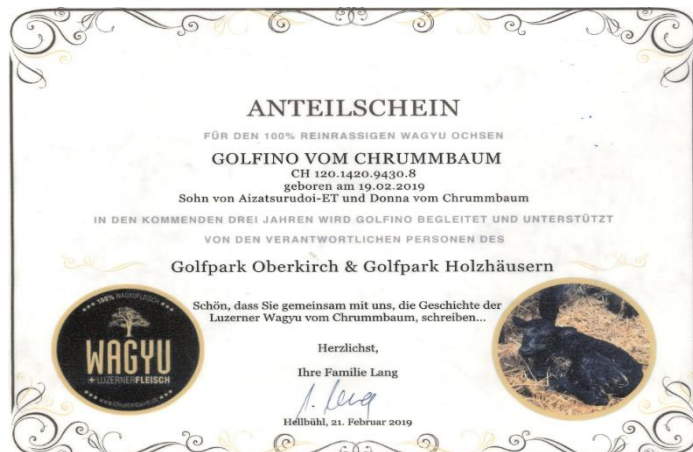 ANTEILSCHEIN
FÜR DEN 100% REINRASSIGEN WAGYU OCHSEN
GOLFINO VOM CHRUMMBAUM
CH 120.1420.9430.8
geboren am 19.02.2019
Sohn von Aizatsurudoi-ET und Donna vom Chrummbaum
IN DEN KOMMENDEN DREI JAHREN WIRD GOLFINO BEGLEITET UND UNTERSTÜTZT
VON DEN VERANTWORTLICHEN PERSONEN DES
Golfpark Oberkirch & Golfpark Holzhäusern
Schön, dass Sie gemeinsam mit uns, die Geschichte der
Luzerner Wagyu vom Chrummbaum, schreiben...
Herzlichst,
Ihre Familie Lang
Hellbühl, 21. Februar 2019
100% WAGYUFLEISCH
WAGYU
+ LUZERNERFLEISCH